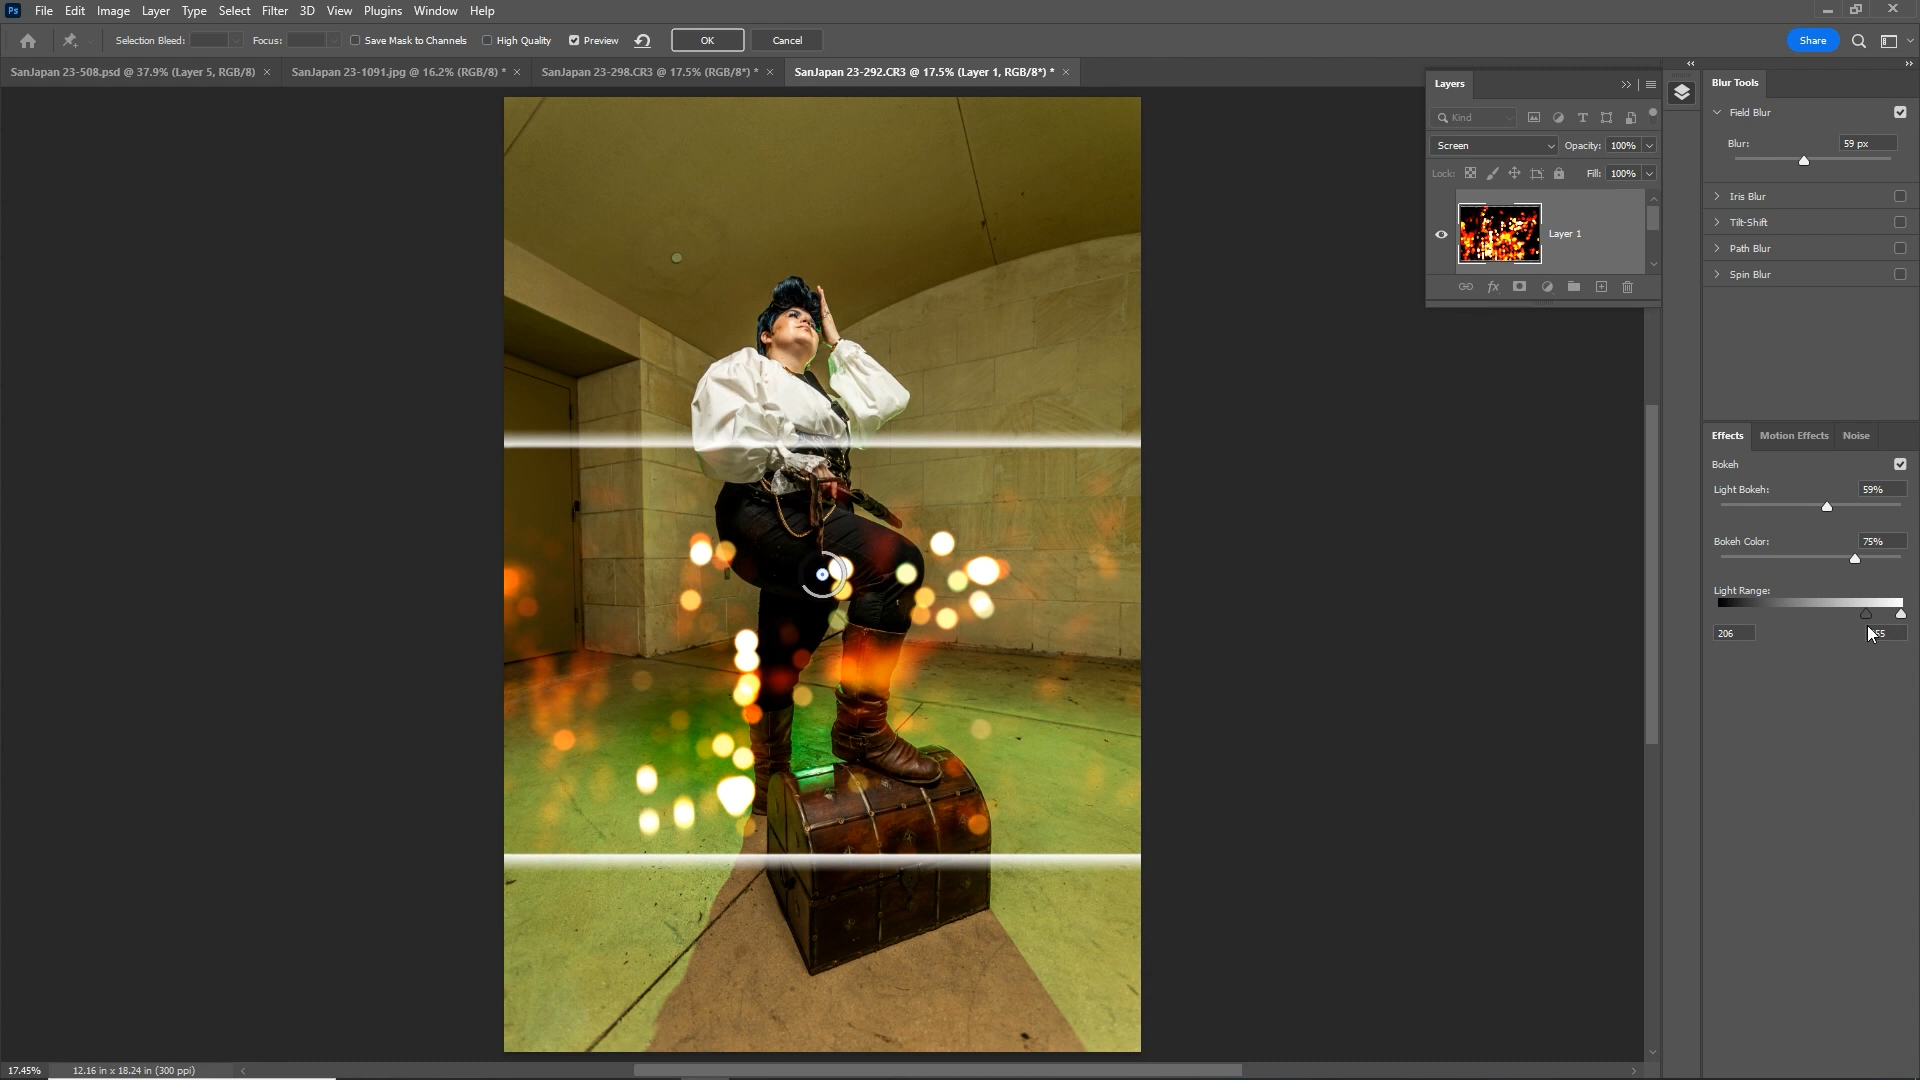 Ps File Edit Image Layer Type Select Filter 3D View Plugins Window Help
Selection Bleed: Focus: Save Mask to Channels High Quality Preview OK Cancel Share
SanJapan 23-508.psd @ 37.9% (Layer 5, RGB/8) × SanJapan 23-1091.jpg @ 16.2% (RGB/8) * × SanJapan 23-298.CR3 @ 17.5% (RGB/8*) * × SanJapan 23-292.CR3 @ 17.5% (Layer 1, RGB/8*) * ×
Layers
Kind
Screen Opacity: 100%
Lock: Fill: 100%
Layer 1
fx
Blur Tools
Field Blur
Blur: 59 px
Iris Blur
Tilt-Shift
Path Blur
Spin Blur
Effects Motion Effects Noise
Bokeh
Light Bokeh: 59%
Bokeh Color: 75%
Light Range:
206
17.45% 12.16 in x 18.24 in (300 ppi)